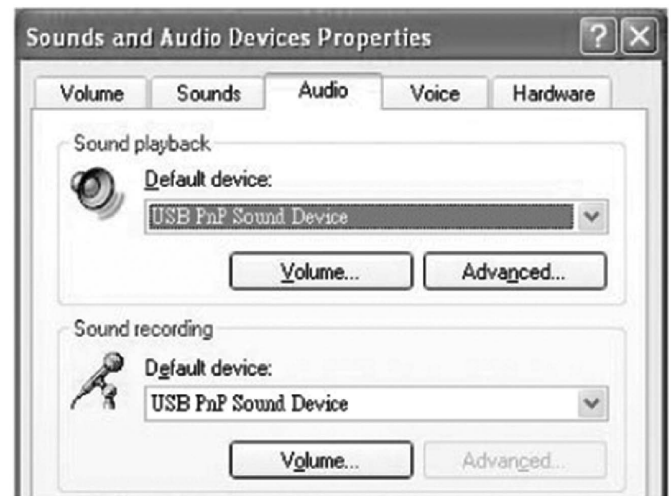 Sounds and Audio Devices Properties ? X
Volume Sounds Audio Voice Hardware
Sound playback
Default device:
USB PnP Sound Device
Volume... Advanced...
Sound recording
Default device:
USB PnP Sound Device
Volume... Advanced...